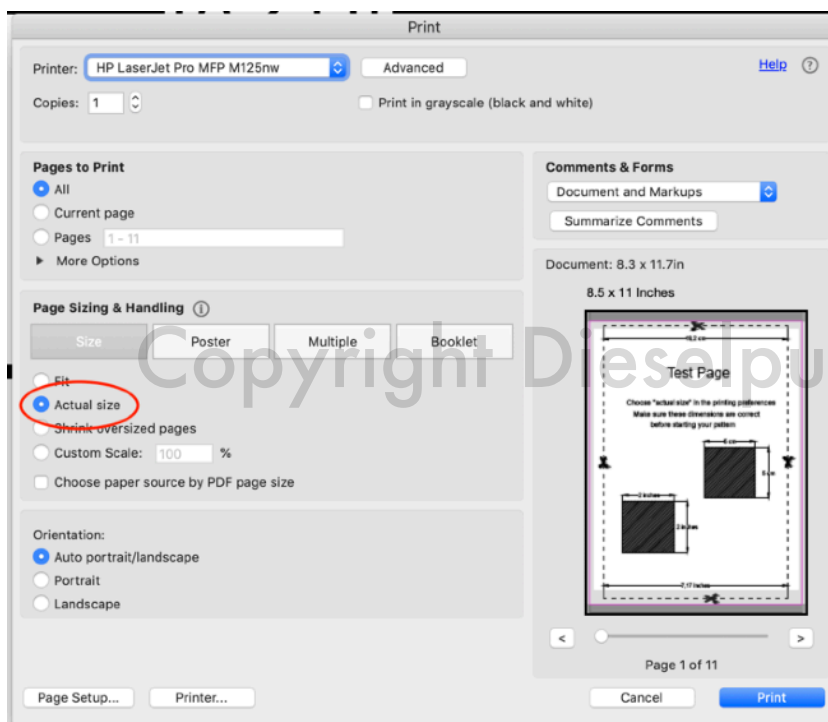 Print
Printer: HP LaserJet Pro MFP M125nw Advanced Help ?
Copies: 1 Print in grayscale (black and white)
Pages to Print
All
Current page
Pages 1 - 11
More Options
Comments & Forms
Document and Markups
Summarize Comments
Document: 8.3 x 11.7in
8.5 x 11 Inches
Page Sizing & Handling
Size Poster Multiple Booklet
Fit
Actual size
Shrink oversized pages
Custom Scale: 100 %
Choose paper source by PDF page size
Orientation:
Auto portrait/landscape
Portrait
Landscape
Test Page
Choose "actual size" in the printing preferences
Make sure these dimensions are correct
before starting your pattern
2 inches
7,17 inches
< >
Page 1 of 11
Page Setup... Printer... Cancel Print
Copyright Dieselpu